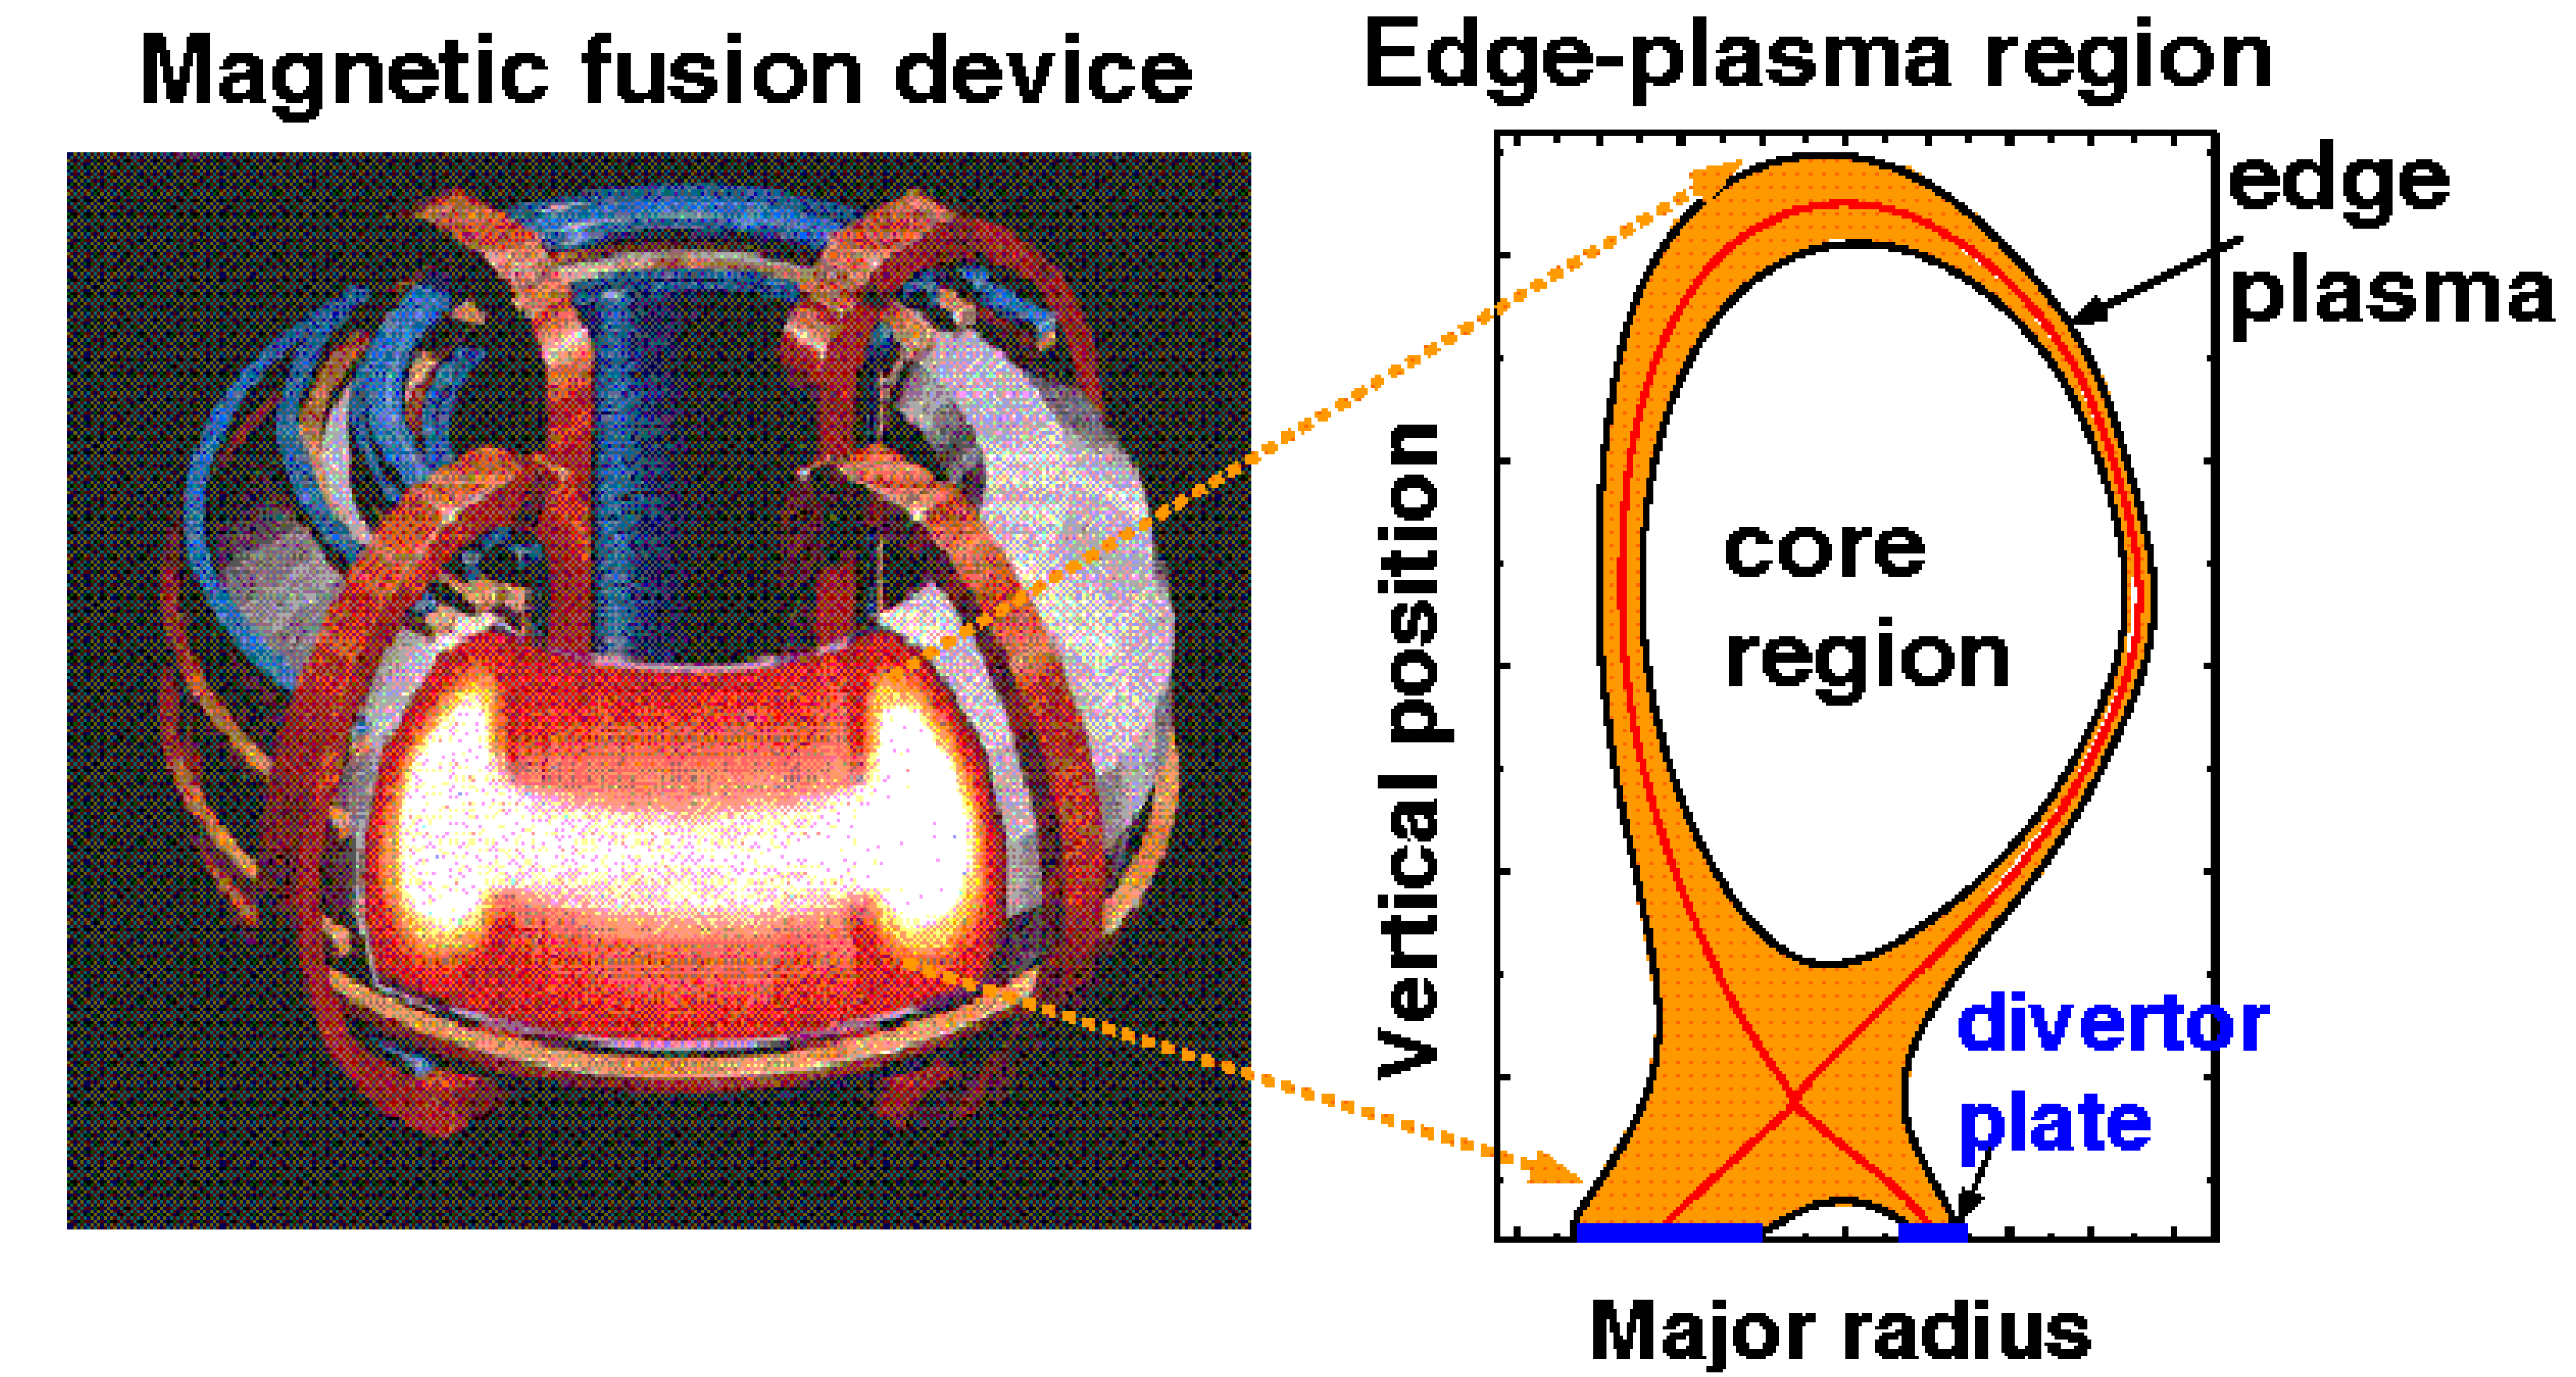 Magnetic fusion device
Edge-plasma region
edge
plasma
core
region
Vertical position
divertor
plate
Major radius